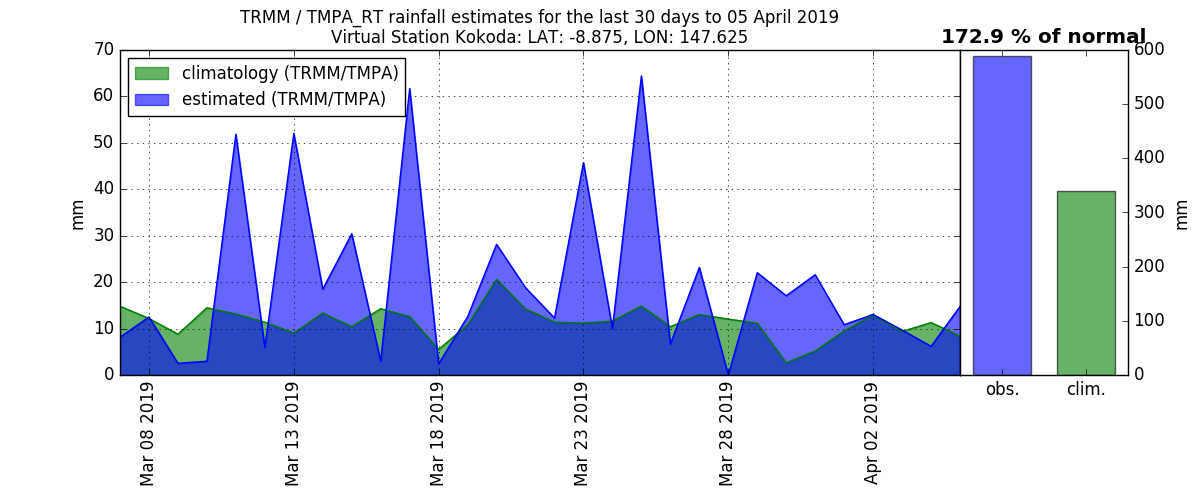 TRMM / TMPA_RT rainfall estimates for the last 30 days to 05 April 2019
Virtual Station Kokoda: LAT: -8.875, LON: 147.625
172.9 % of normal
climatology (TRMM/TMPA)
estimated (TRMM/TMPA)
mm
70
60
50
40
30
20
10
0
Mar 08 2019
Mar 13 2019
Mar 18 2019
Mar 23 2019
Mar 28 2019
Apr 02 2019
obs.
clim.
600
500
400
300
200
100
0
mm